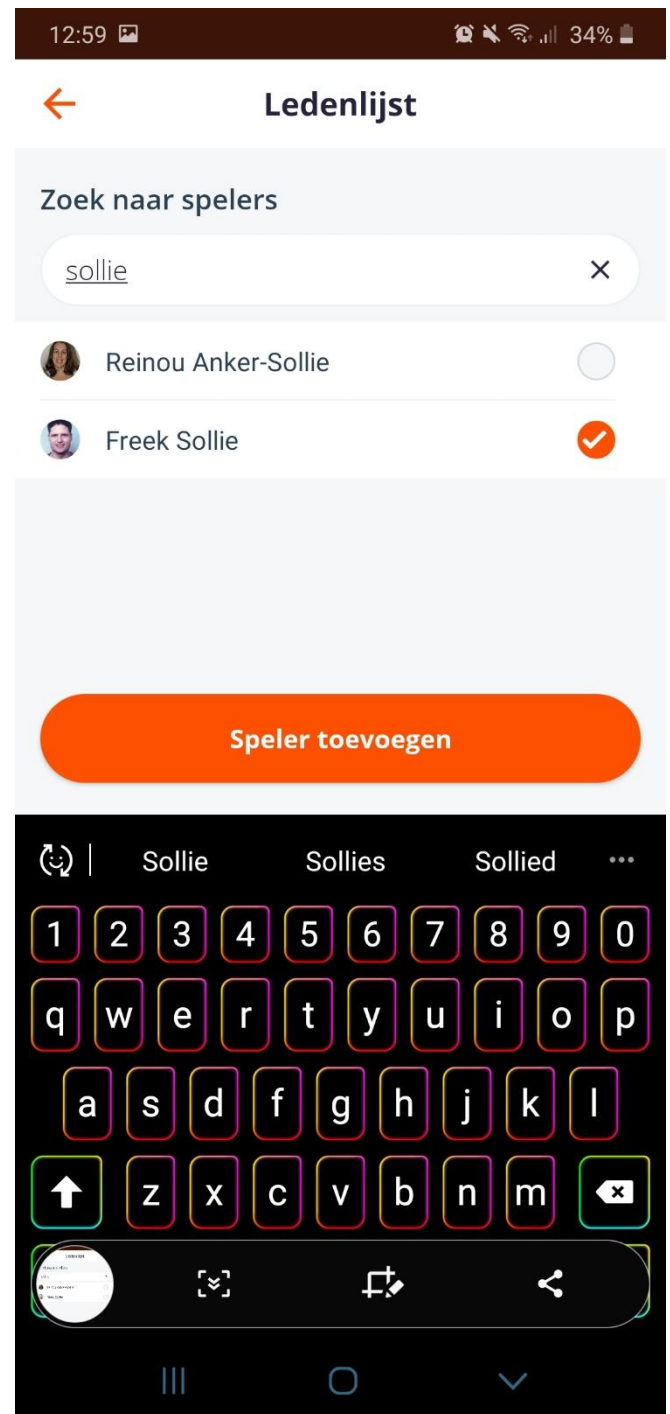 12:59 34%
Ledenlijst
Zoek naar spelers
sollie
Reinou Anker-Sollie
Freek Sollie
Speler toevoegen
Sollie Sollies Sollied
1 2 3 4 5 6 7 8 9 0
q w e r t y u i o p
a s d f g h j k l
z x c v b n m